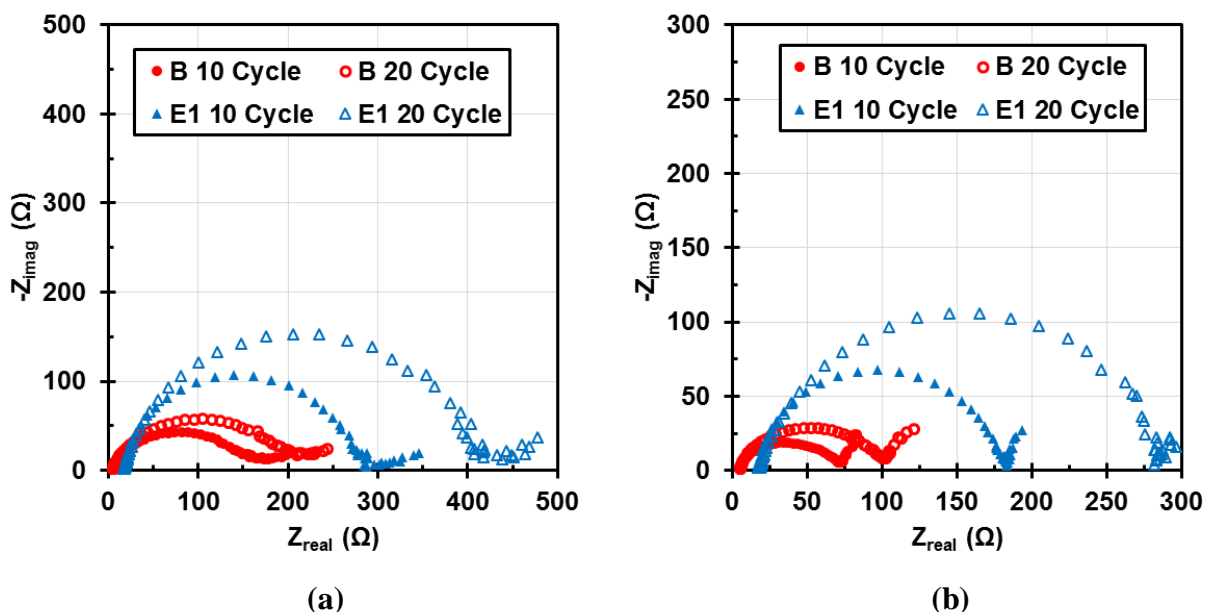 500
400
300
200
100
0
-Zimag (Ω)
B 10 Cycle B 20 Cycle
E1 10 Cycle E1 20 Cycle
0 100 200 300 400 500
Zreal (Ω)
(a)
300
250
200
150
100
50
0
-Zimag (Ω)
B 10 Cycle B 20 Cycle
E1 10 Cycle E1 20 Cycle
0 50 100 150 200 250 300
Zreal (Ω)
(b)